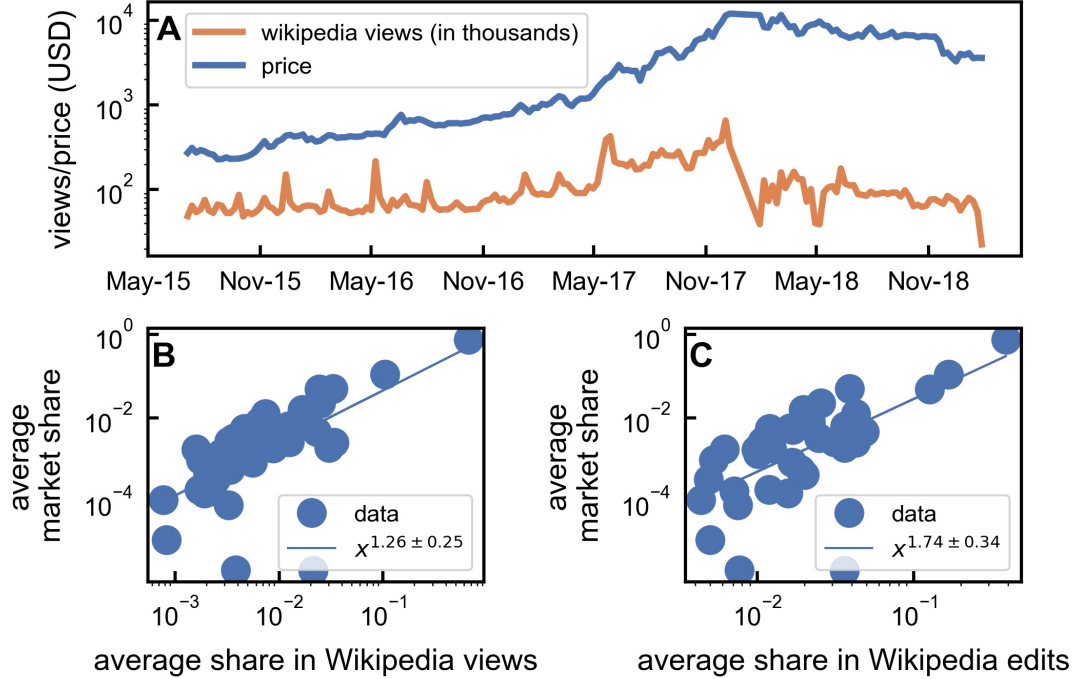 A
wikipedia views (in thousands)
price
views/price (USD)
10^4
10^3
10^2
May-15 Nov-15 May-16 Nov-16 May-17 Nov-17 May-18 Nov-18
B
average
market share
10^0
10^-2
10^-4
data
x^1.26 ± 0.25
10^-3 10^-2 10^-1
average share in Wikipedia views
C
average
market share
10^0
10^-2
10^-4
data
x^1.74 ± 0.34
10^-2 10^-1
average share in Wikipedia edits